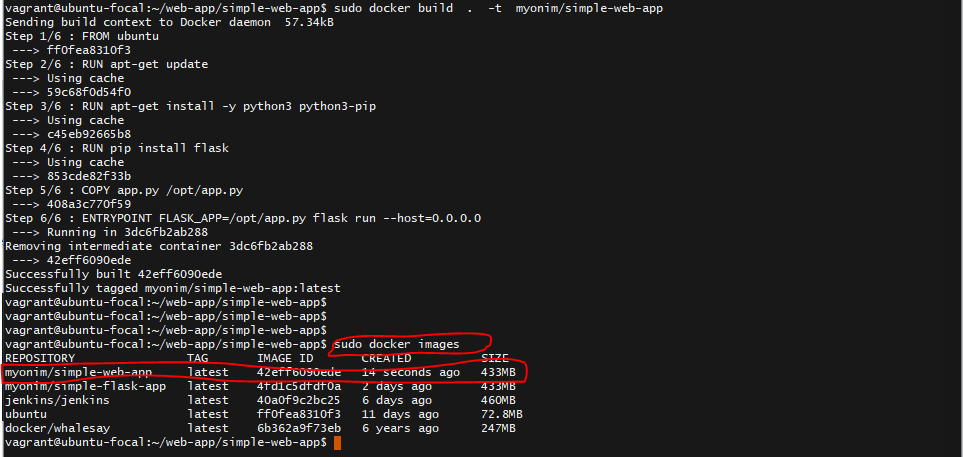 vagrant@ubuntu-focal:~/web-app/simple-web-app$ sudo docker build  .  -t  myonim/simple-web-app
Sending build context to Docker daemon  57.34kB
Step 1/6 : FROM ubuntu
 ---> ff0fea8310f3
Step 2/6 : RUN apt-get update
 ---> Using cache
 ---> 59c68f0d54f0
Step 3/6 : RUN apt-get install -y python3 python3-pip
 ---> Using cache
 ---> c45eb92665b8
Step 4/6 : RUN pip install flask
 ---> Using cache
 ---> 853cde82f33b
Step 5/6 : COPY app.py /opt/app.py
 ---> 408a3c770f59
Step 6/6 : ENTRYPOINT FLASK_APP=/opt/app.py flask run --host=0.0.0.0
 ---> Running in 3dc6fb2ab288
Removing intermediate container 3dc6fb2ab288
 ---> 42eff6090ede
Successfully built 42eff6090ede
Successfully tagged myonim/simple-web-app:latest
vagrant@ubuntu-focal:~/web-app/simple-web-app$
vagrant@ubuntu-focal:~/web-app/simple-web-app$
vagrant@ubuntu-focal:~/web-app/simple-web-app$
vagrant@ubuntu-focal:~/web-app/simple-web-app$ sudo docker images
REPOSITORY                TAG       IMAGE ID       CREATED          SIZE
myonim/simple-web-app     latest    42eff6090ede   14 seconds ago   433MB
myonim/simple-flask-app   latest    4fd1c5dfdf0a   2 days ago       433MB
jenkins/jenkins           latest    40a0f9c2bc25   6 days ago       460MB
ubuntu                    latest    ff0fea8310f3   11 days ago      72.8MB
docker/whalesay           latest    6b362a9f73eb   6 years ago      247MB
vagrant@ubuntu-focal:~/web-app/simple-web-app$